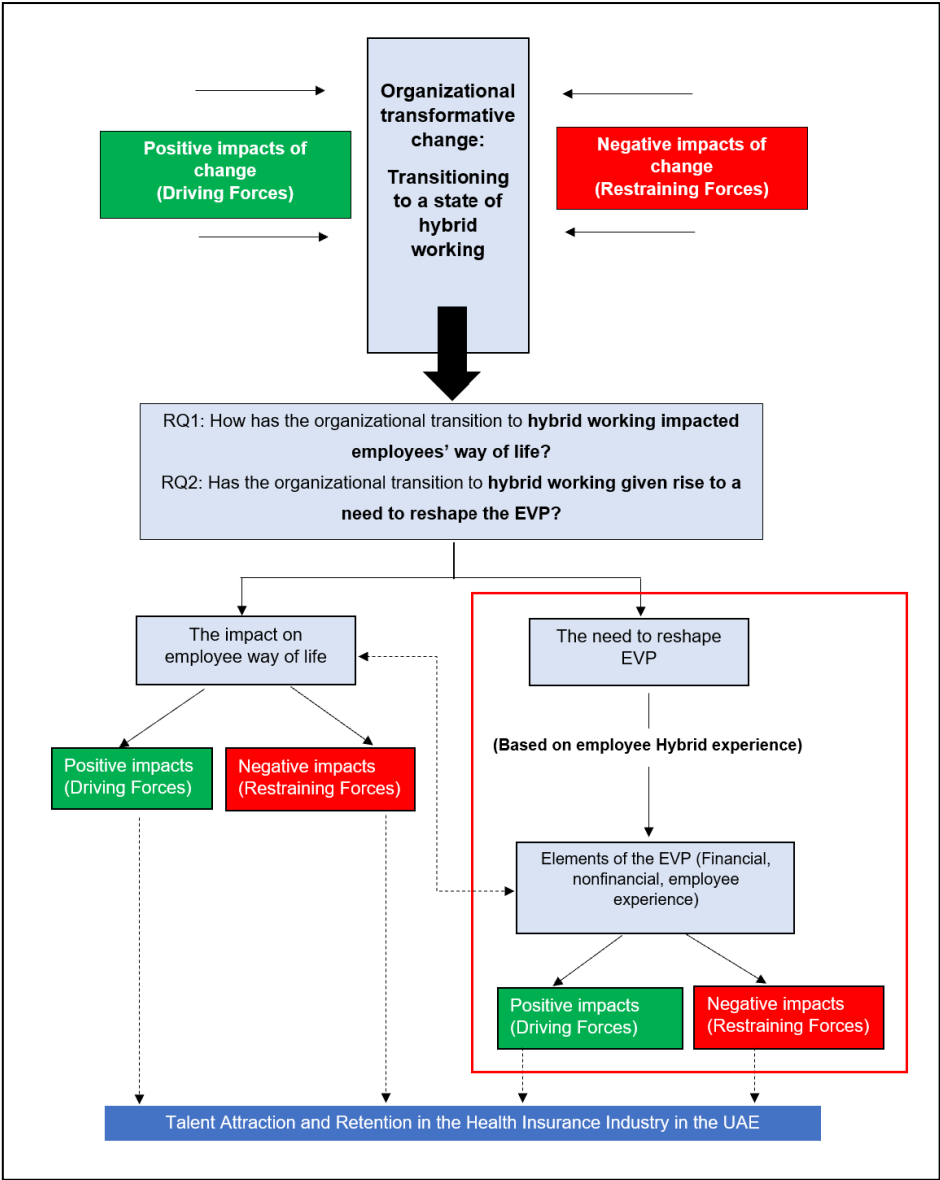 Organizational
transformative
change:
Transitioning
to a state of
hybrid
working
Positive impacts of
change
(Driving Forces)
Negative impacts of
change
(Restraining Forces)
RQ1: How has the organizational transition to hybrid working impacted
employees’ way of life?
RQ2: Has the organizational transition to hybrid working given rise to a
need to reshape the EVP?
The impact on
employee way of life
The need to reshape
EVP
(Based on employee Hybrid experience)
Positive impacts
(Driving Forces)
Negative impacts
(Restraining Forces)
Elements of the EVP (Financial,
nonfinancial, employee
experience)
Positive impacts
(Driving Forces)
Negative impacts
(Restraining Forces)
Talent Attraction and Retention in the Health Insurance Industry in the UAE